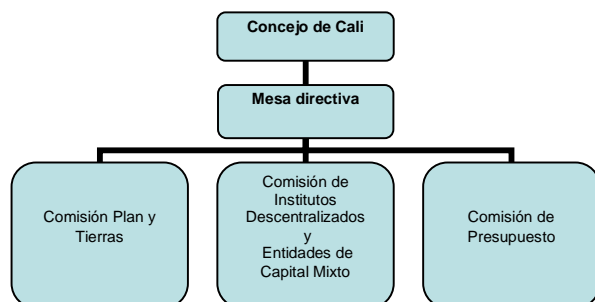 Concejo de Cali
Mesa directiva
Comisión Plan y
Tierras
Comisión de
Institutos
Descentralizados
y
Entidades de
Capital Mixto
Comisión de
Presupuesto